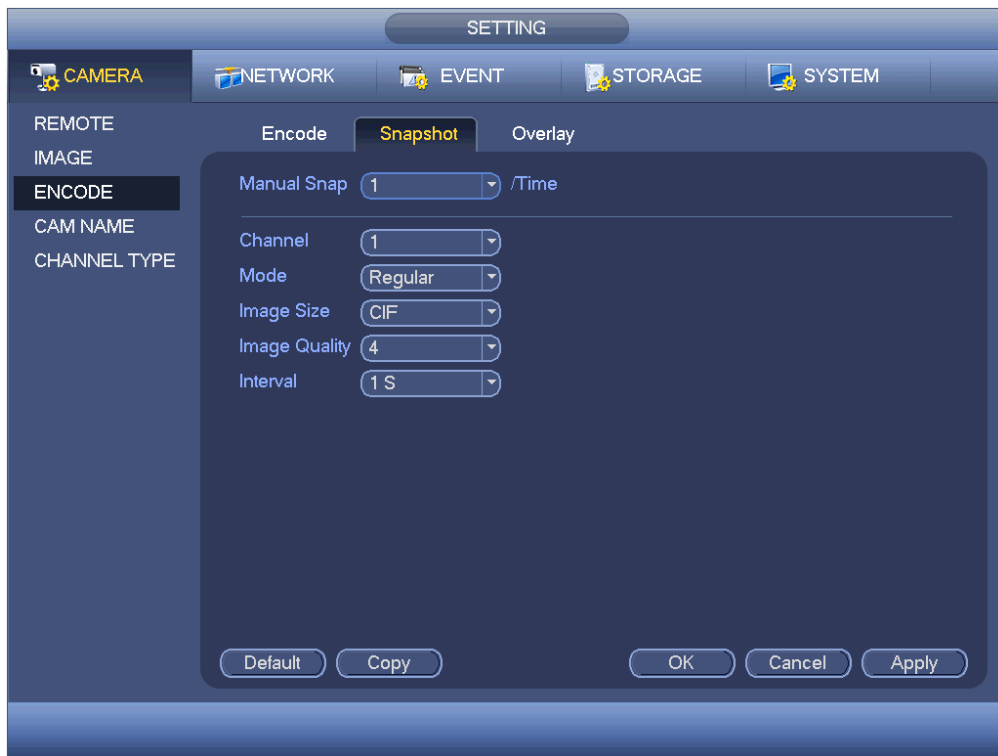 SETTING
CAMERA NETWORK EVENT STORAGE SYSTEM
REMOTE
IMAGE
ENCODE
CAM NAME
CHANNEL TYPE
Encode Snapshot Overlay
Manual Snap 1 /Time
Channel 1
Mode Regular
Image Size CIF
Image Quality 4
Interval 1 S
Default Copy OK Cancel Apply